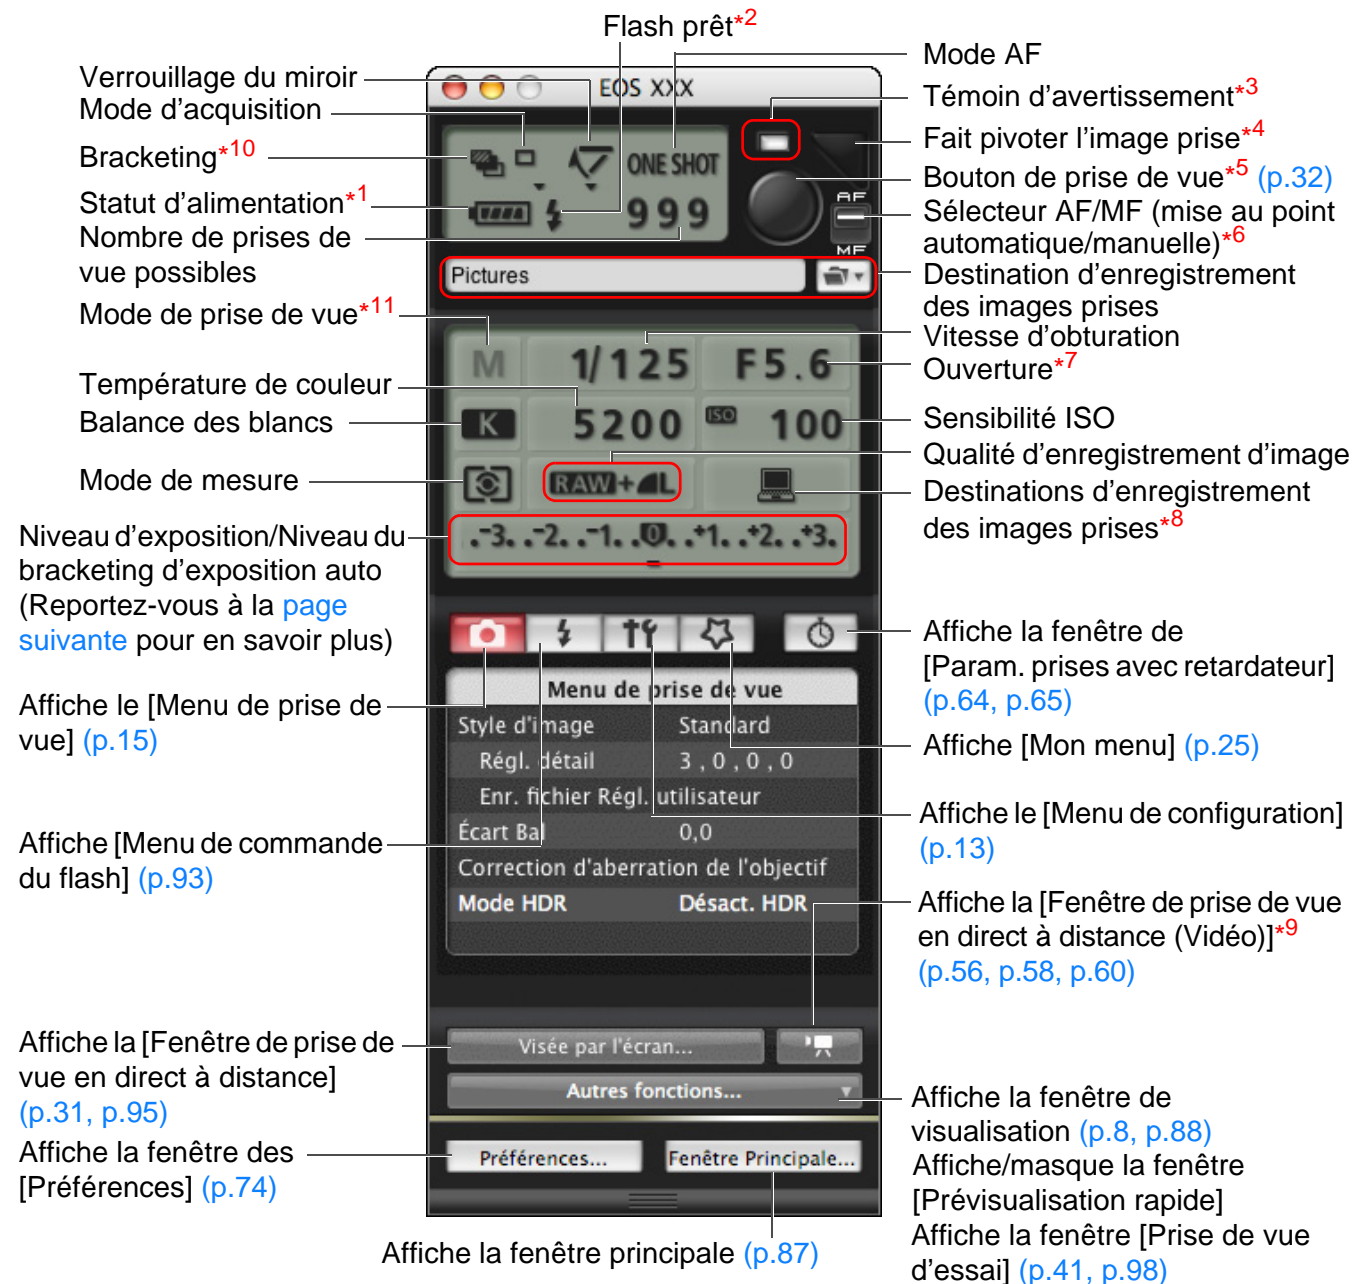 Flash prêt*2
Verrouillage du miroir
Mode d'acquisition
Bracketing*10
Statut d'alimentation*1
Nombre de prises de
vue possibles
Mode de prise de vue*11
Température de couleur
Balance des blancs
Mode de mesure
Niveau d'exposition/Niveau du
bracketing d'exposition auto
(Reportez-vous à la page
suivante pour en savoir plus)
Affiche le [Menu de prise de
vue] (p.15)
Affiche [Menu de commande
du flash] (p.93)
Affiche la [Fenêtre de prise de
vue en direct à distance]
(p.31, p.95)
Affiche la fenêtre des
[Préférences] (p.74)
EOS XXX
ONE SHOT
999
AF
MF
Pictures
M 1/125 F5.6
K 5200 ISO 100
RAW+L
.-3. .-2. .-1. .0. .+1. .+2. .+3.
Menu de prise de vue
Style d'image Standard
Régl. détail 3 , 0 , 0 , 0
Enr. fichier Régl. utilisateur
Écart Bal 0,0
Correction d'aberration de l'objectif
Mode HDR Désact. HDR
Visée par l'écran...
Autres fonctions...
Préférences... Fenêtre Principale...
Affiche la fenêtre principale (p.87)
Mode AF
Témoin d'avertissement*3
Fait pivoter l'image prise*4
Bouton de prise de vue*5 (p.32)
Sélecteur AF/MF (mise au point
automatique/manuelle)*6
Destination d'enregistrement
des images prises
Vitesse d'obturation
Ouverture*7
Sensibilité ISO
Qualité d'enregistrement d'image
Destinations d'enregistrement
des images prises*8
Affiche la fenêtre de
[Param. prises avec retardateur]
(p.64, p.65)
Affiche [Mon menu] (p.25)
Affiche le [Menu de configuration]
(p.13)
Affiche la [Fenêtre de prise de vue
en direct à distance (Vidéo)]*9
(p.56, p.58, p.60)
Affiche la fenêtre de
visualisation (p.8, p.88)
Affiche/masque la fenêtre
[Prévisualisation rapide]
Affiche la fenêtre [Prise de vue
d'essai] (p.41, p.98)